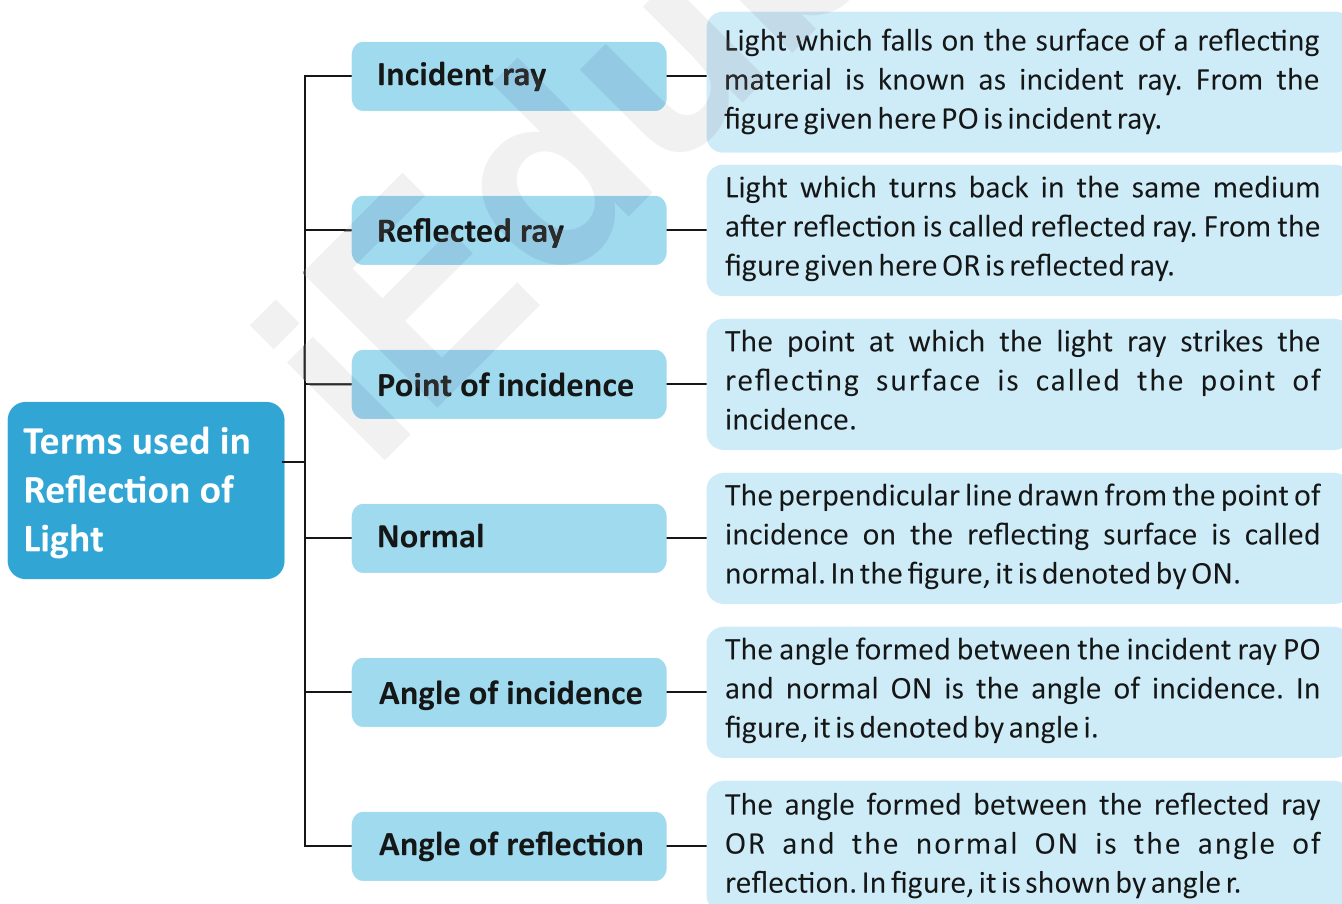 Terms used in
Reflection of
Light
Incident ray
Light which falls on the surface of a reflecting
material is known as incident ray. From the
figure given here PO is incident ray.
Reflected ray
Light which turns back in the same medium
after reflection is called reflected ray. From the
figure given here OR is reflected ray.
Point of incidence
The point at which the light ray strikes the
reflecting surface is called the point of
incidence.
Normal
The perpendicular line drawn from the point of
incidence on the reflecting surface is called
normal. In the figure, it is denoted by ON.
Angle of incidence
The angle formed between the incident ray PO
and normal ON is the angle of incidence. In
figure, it is denoted by angle i.
Angle of reflection
The angle formed between the reflected ray
OR and the normal ON is the angle of
reflection. In figure, it is shown by angle r.